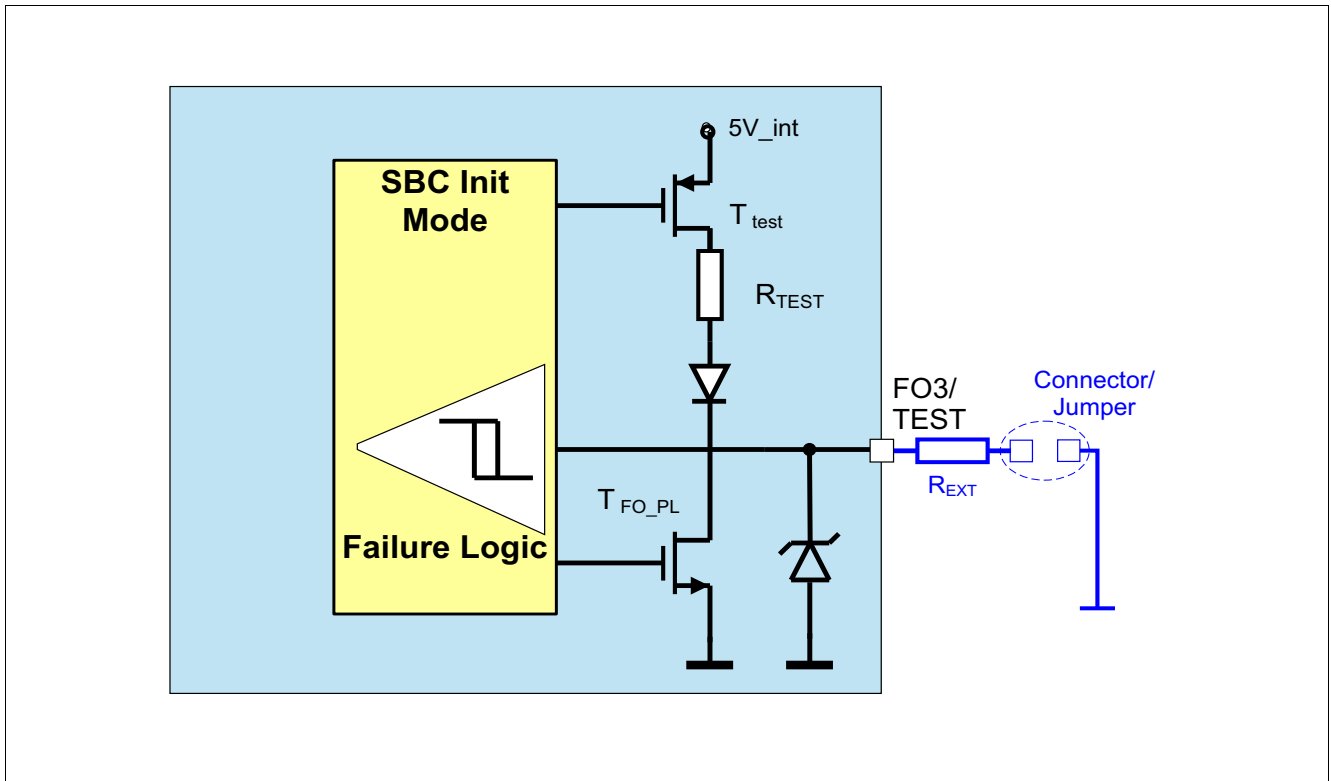 5V_int
SBC Init
Mode
T test
RTEST
FO3/
TEST
Connector/
Jumper
REXT
T FO_PL
Failure Logic